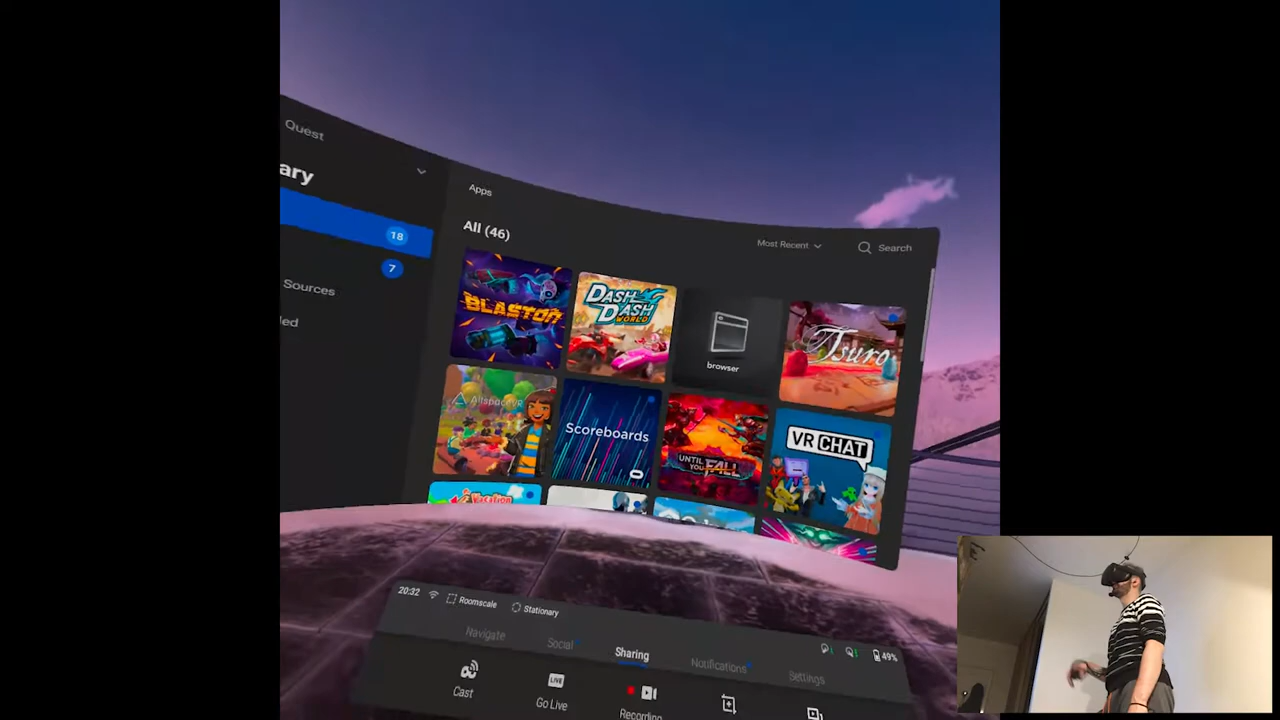 Quest
ary
18
7
Sources
led
Apps
All (46)
Most Recent
Search
BLASTON
DASH
DASH
WORLD
browser
Tsuro
AltspaceVR
Scoreboards
UNTIL
YOU FALL
VR CHAT
VACATION
20:32
Roomscale
Stationary
49%
Navigate
Social
Sharing
Notifications
Settings
Cast
LIVE
Go Live
Recording